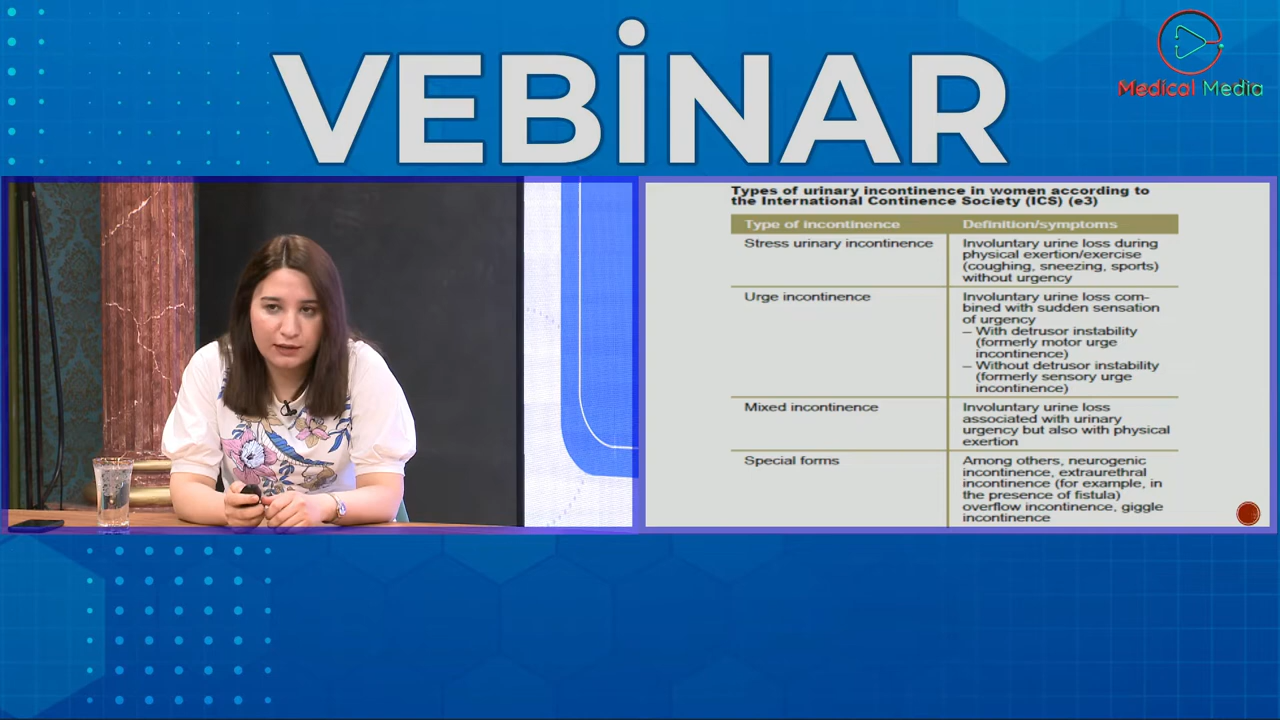 VEBİNAR
Medical Media
Types of urinary incontinence in women according to
the International Continence Society (ICS) (e3)
Type of incontinence
Definition/symptoms
Stress urinary incontinence
Involuntary urine loss during
physical exertion/exercise
(coughing, sneezing, sports)
without urgency
Urge incontinence
Involuntary urine loss com-
bined with sudden sensation
of urgency
– With detrusor instability
(formerly motor urge
incontinence)
– Without detrusor instability
(formerly sensory urge
incontinence)
Mixed incontinence
Involuntary urine loss
associated with urinary
urgency but also with physical
exertion
Special forms
Among others, neurogenic
incontinence, extraurethral
incontinence (for example, in
the presence of fistula)
overflow incontinence, giggle
incontinence